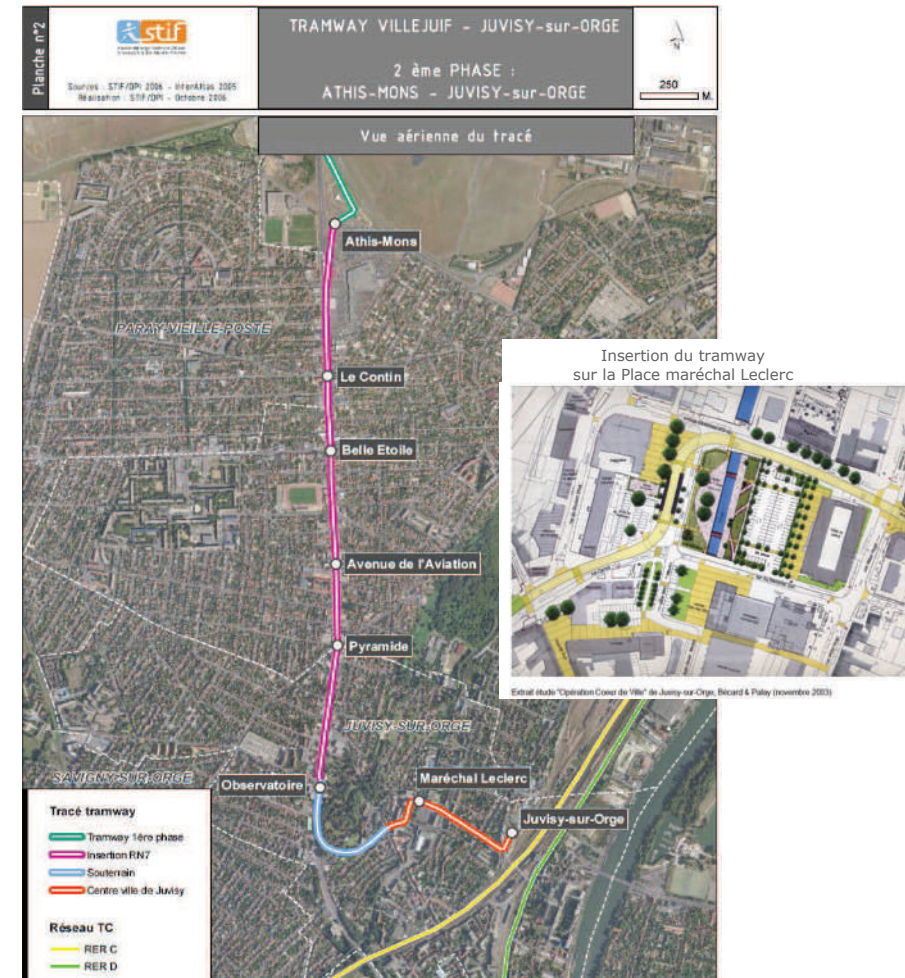 Planche n°2
stif
Sources : STIF/DPI 2006 - InterAtlas 2005
Réalisation : STIF/DPI - Octobre 2006
TRAMWAY VILLEJUIF - JUVISY-sur-ORGE
2 ème PHASE :
ATHIS-MONS - JUVISY-sur-ORGE
N
250
M.
Vue aérienne du tracé
Athis-Mons
PARAY-VIEILLE-POSTE
Le Contin
Belle Etoile
Avenue de l'Aviation
Pyramide
JUVISY-SUR-ORGE
SAVIGNY-SUR-ORGE
Observatoire
Maréchal Leclerc
Juvisy-sur-Orge
Insertion du tramway
sur la Place maréchal Leclerc
Extrait étude "Opération Coeur de Ville" de Juvisy-sur-Orge, Bécard & Palay (novembre 2003)
Tracé tramway
Tramway 1ère phase
Insertion RN7
Souterrain
Centre ville de Juvisy
Réseau TC
RER C
RER D